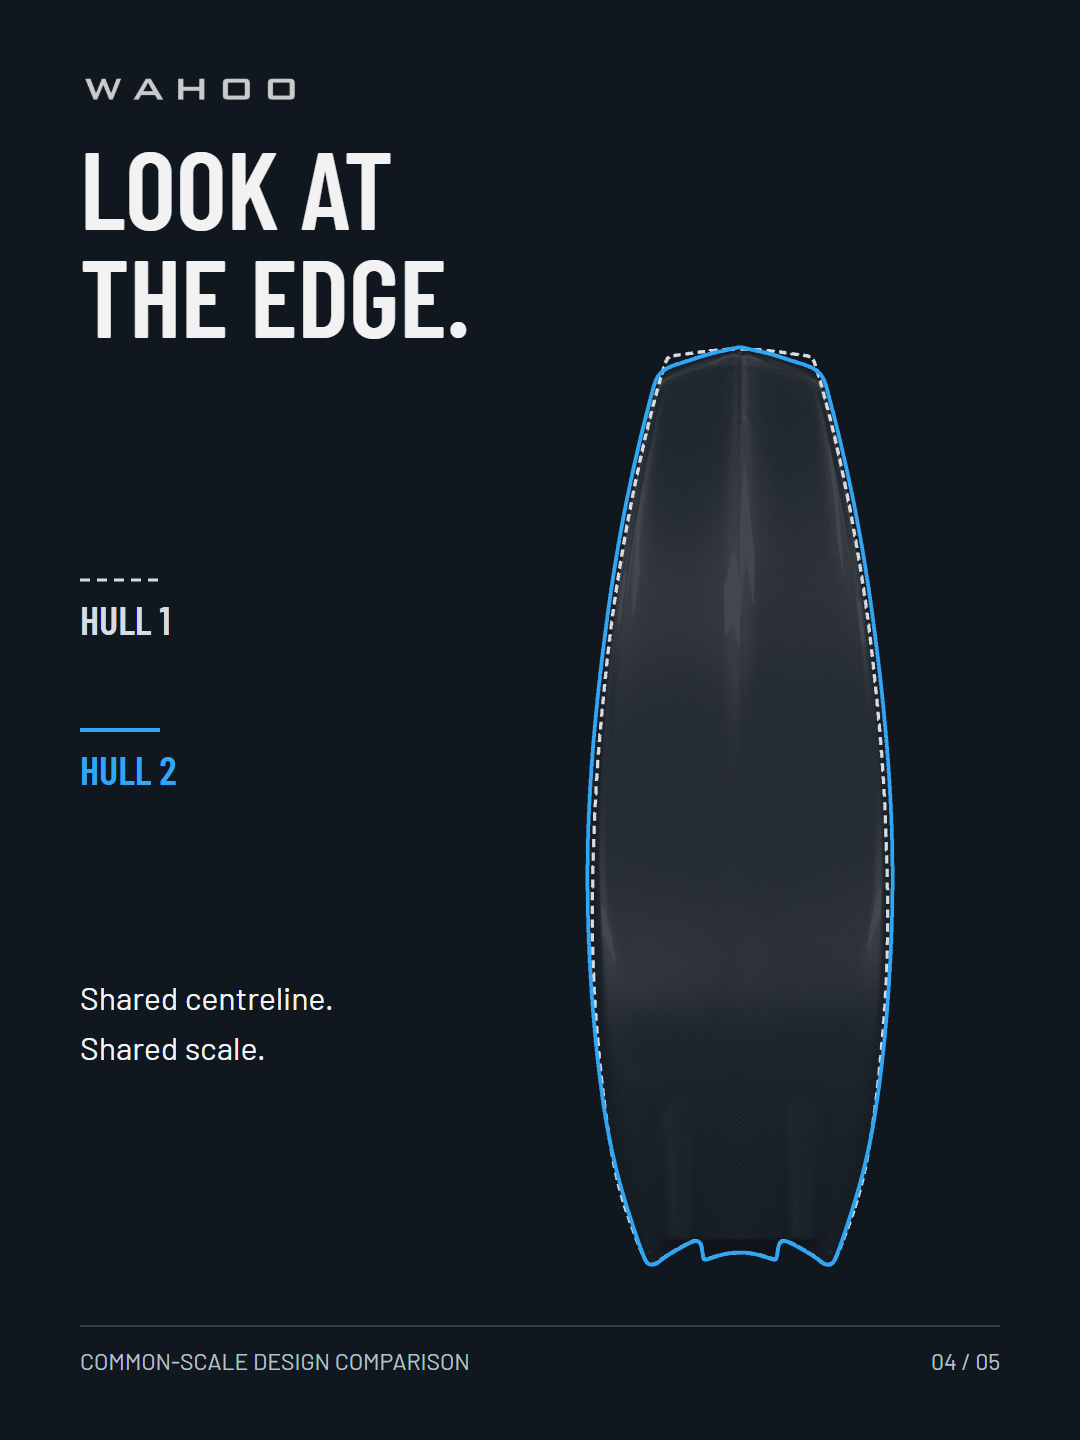 WAHOO
LOOK AT
THE EDGE.
HULL 1
HULL 2
Shared centreline.
Shared scale.
COMMON-SCALE DESIGN COMPARISON
04 / 05